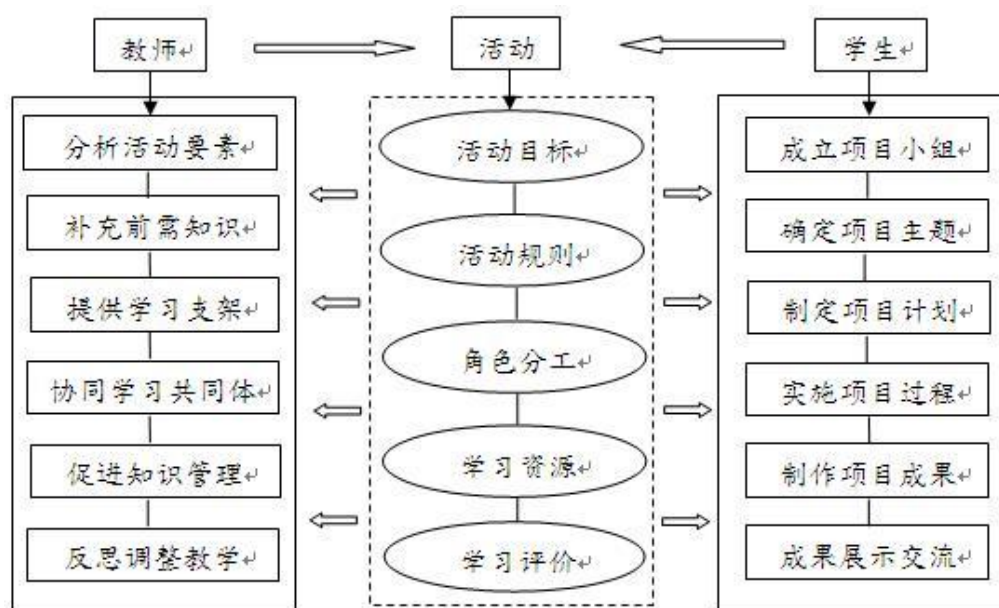 教师
活动
学生
分析活动要素
补充前需知识
提供学习支架
协同学习共同体
促进知识管理
反思调整教学
活动目标
活动规则
角色分工
学习资源
学习评价
成立项目小组
确定项目主题
制定项目计划
实施项目过程
制作项目成果
成果展示交流